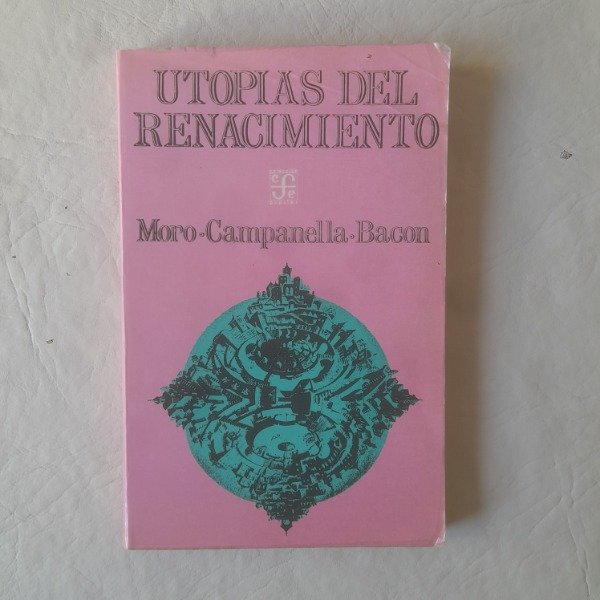 UTOPIAS DEL
RENACIMIENTO
Moro·Campanella·Bacon